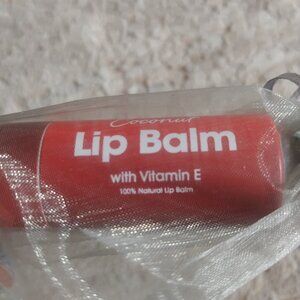 Coconut
Lip Balm
with Vitamin E
100% Natural Lip Balm